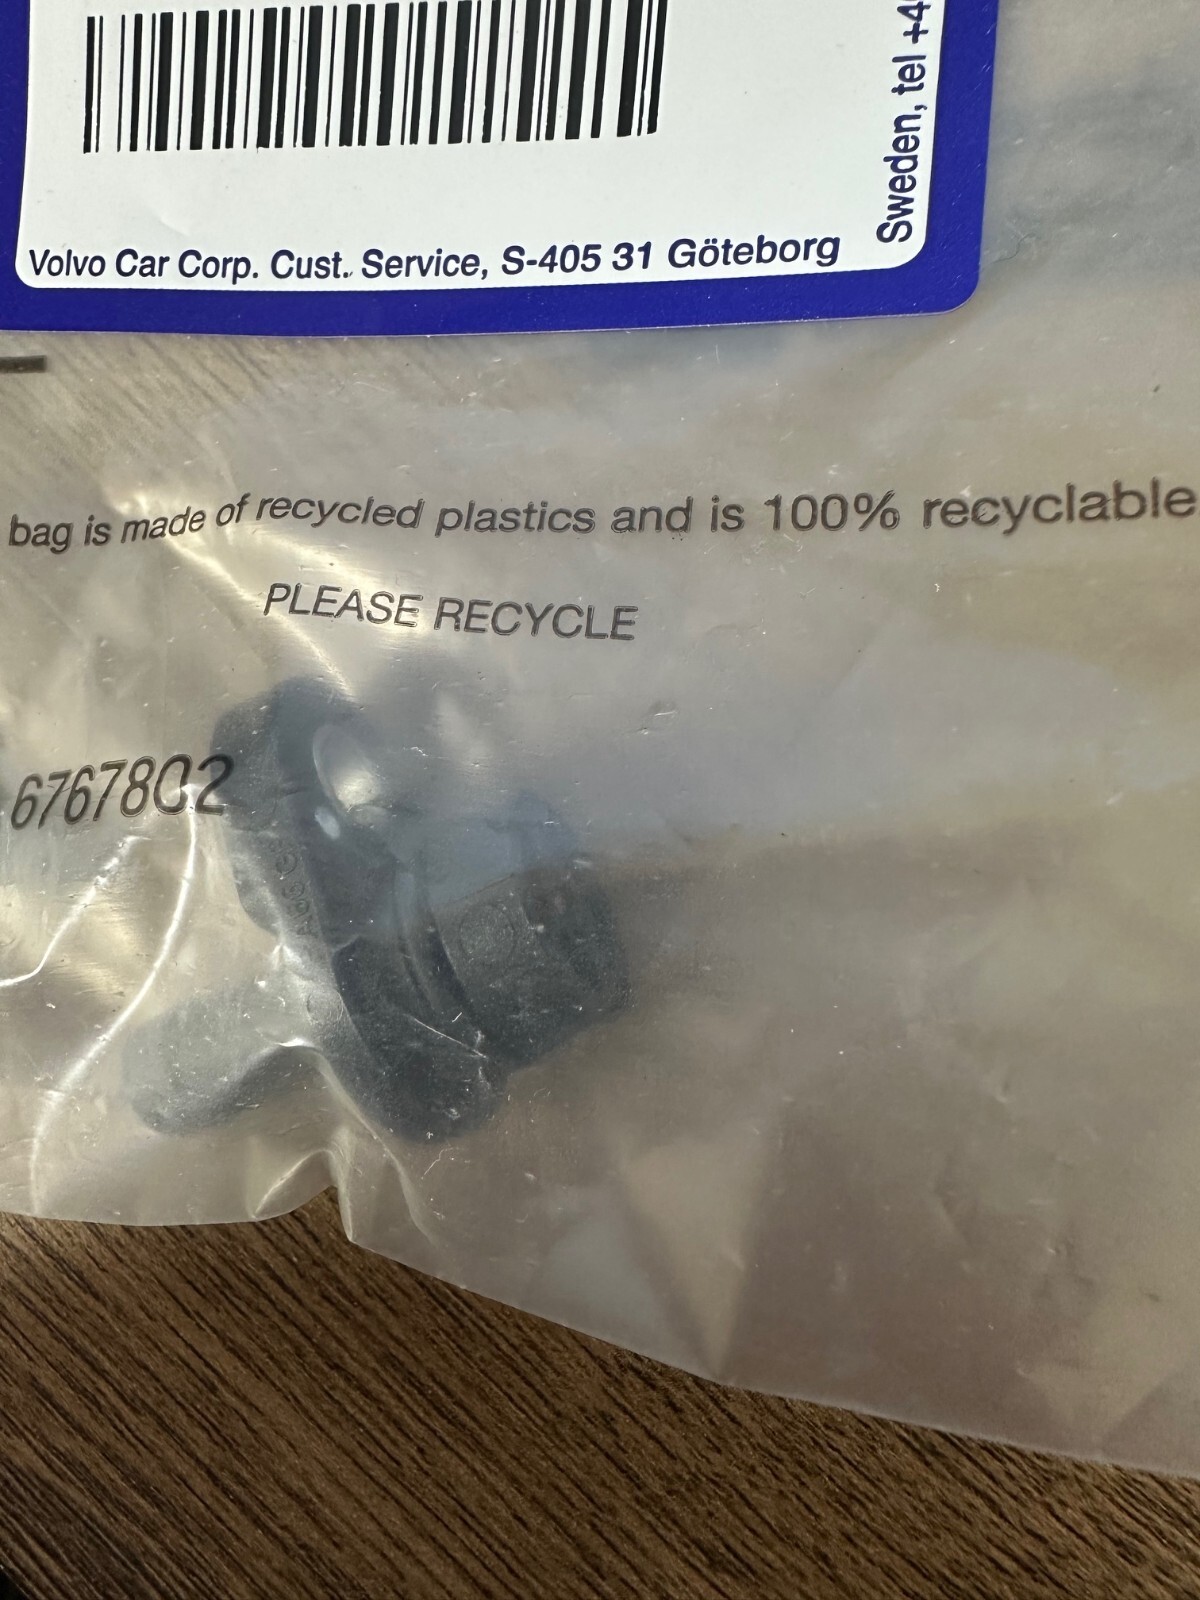 Sweden, tel +4
Volvo Car Corp. Cust. Service, S-405 31 Göteborg
bag is made of recycled plastics and is 100% recyclable
PLEASE RECYCLE
6767802